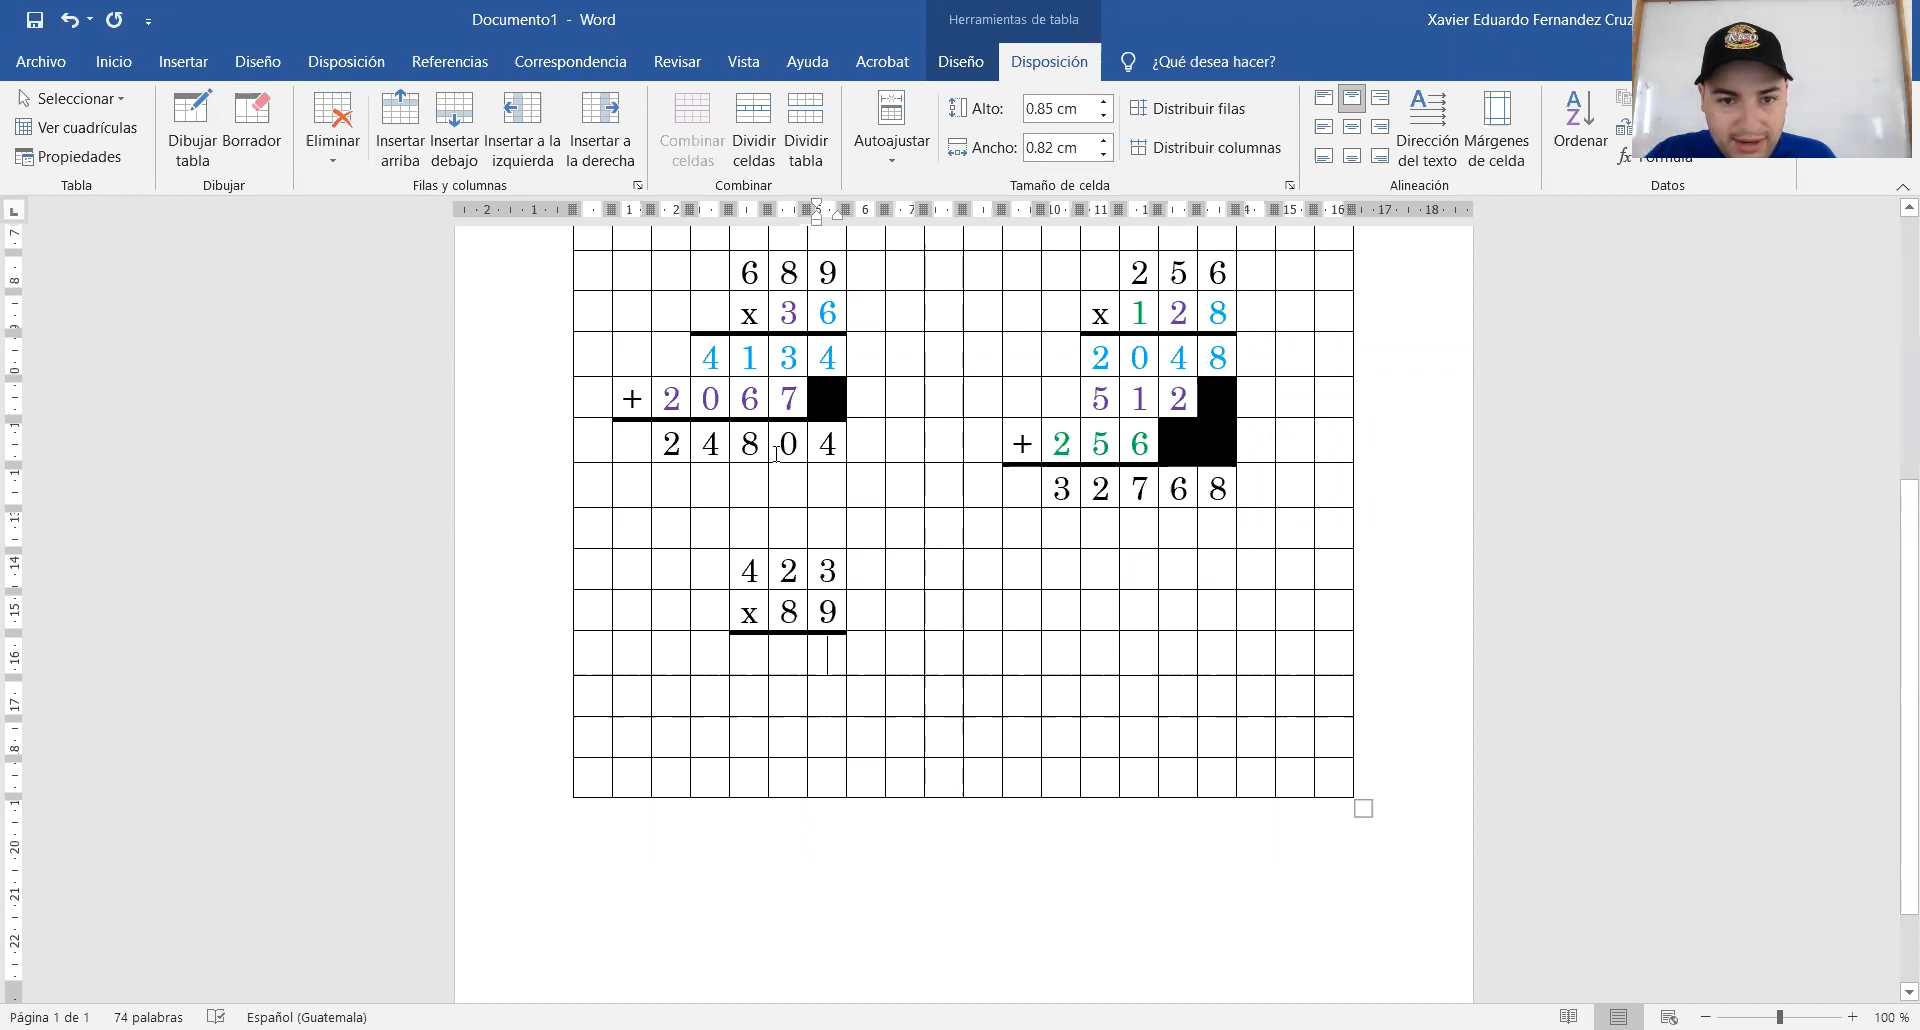 Documento1 - Word
Herramientas de tabla
Xavier Eduardo Fernandez Cruz
Archivo Inicio Insertar Diseño Disposición Referencias Correspondencia Revisar Vista Ayuda Acrobat Diseño Disposición ¿Qué desea hacer?
Seleccionar
Ver cuadrículas
Propiedades
Tabla
Dibujar tabla
Borrador
Dibujar
Eliminar
Insertar arriba
Insertar debajo
Insertar a la izquierda
Insertar a la derecha
Filas y columnas
Combinar celdas
Dividir celdas
Dividir tabla
Combinar
Autoajustar
Alto: 0.85 cm
Ancho: 0.82 cm
Distribuir filas
Distribuir columnas
Tamaño de celda
Dirección del texto
Márgenes de celda
Alineación
Ordenar
Fórmula
Datos
6 8 9
x 3 6
4 1 3 4
+ 2 0 6 7
2 4 8 0 4
2 5 6
x 1 2 8
2 0 4 8
5 1 2
+ 2 5 6
3 2 7 6 8
4 2 3
x 8 9
Página 1 de 1 74 palabras Español (Guatemala) 100 %